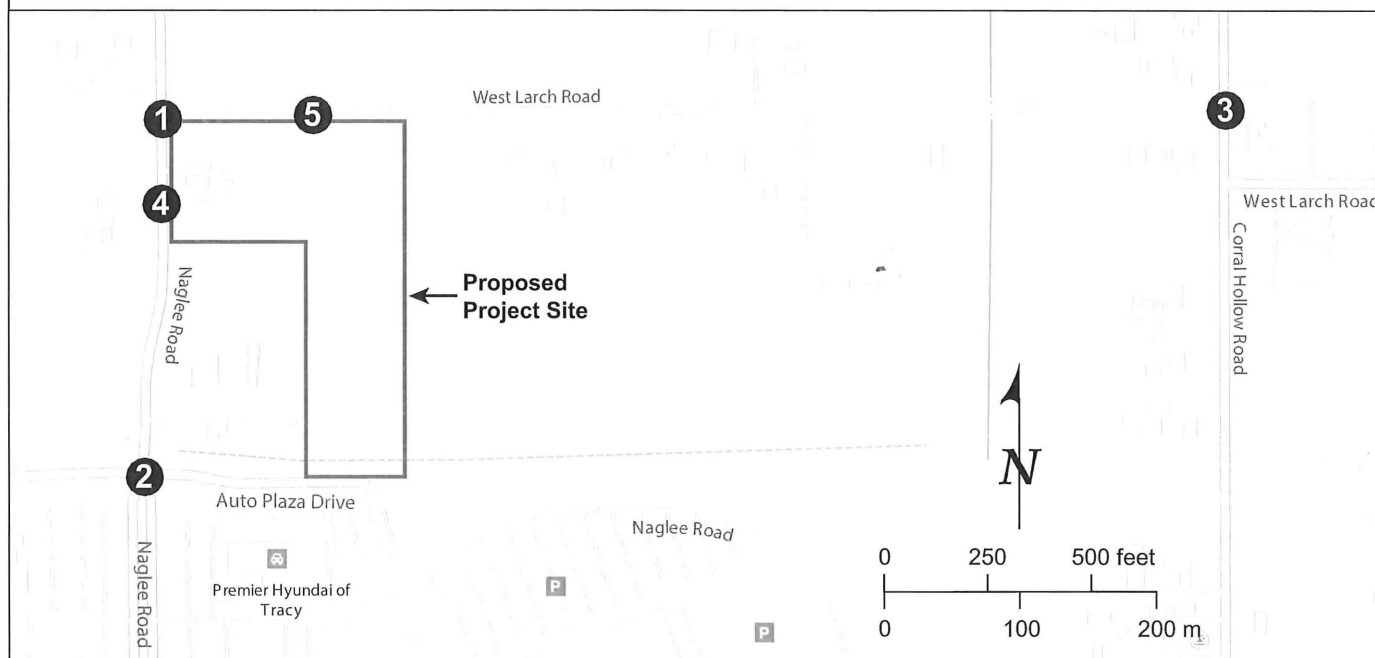 West Larch Road
1
5
3
4
West Larch Road
Corral Hollow Road
Naglee Road
Proposed
Project Site
N
2
Auto Plaza Drive
Naglee Road
Naglee Road
Premier Hyundai of
Tracy
P
P
0 250 500 feet
0 100 200 m